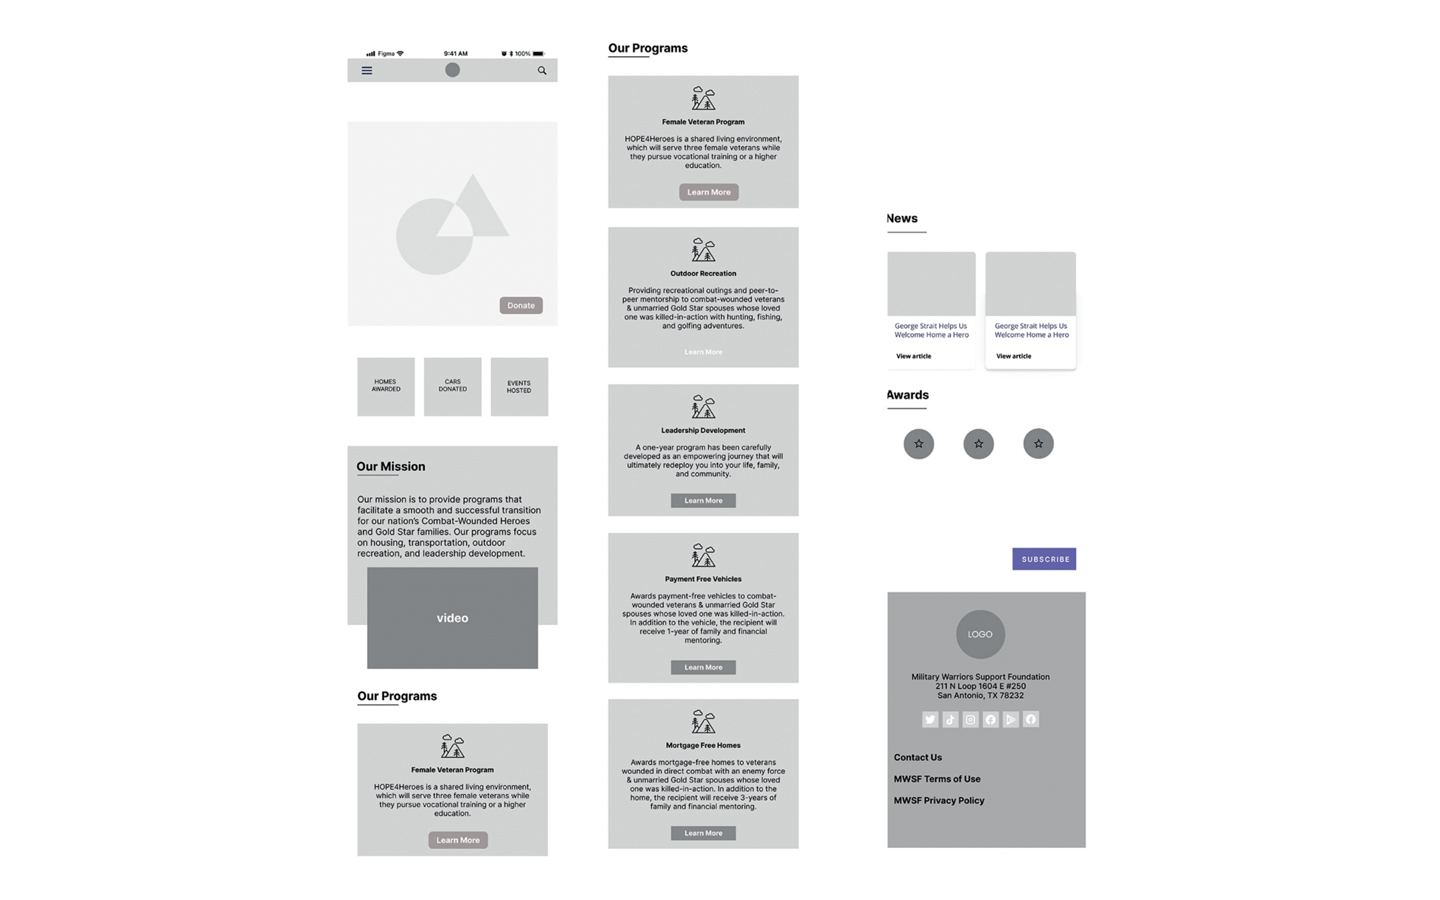 Figma
9:41 AM
100%
Donate
HOMES
AWARDED
CARS
DONATED
EVENTS
HOSTED
Our Mission
Our mission is to provide programs that
facilitate a smooth and successful transition
for our nation's Combat-Wounded Heroes
and Gold Star families. Our programs focus
on housing, transportation, outdoor
recreation, and leadership development.
video
Our Programs
Female Veteran Program
HOPE4Heroes is a shared living environment,
which will serve three female veterans while
they pursue vocational training or a higher
education.
Learn More
Our Programs
Female Veteran Program
HOPE4Heroes is a shared living environment,
which will serve three female veterans while
they pursue vocational training or a higher
education.
Learn More
Outdoor Recreation
Providing recreational outings and peer-to-
peer mentorship to combat-wounded veterans
& unmarried Gold Star spouses whose loved
one was killed-in-action with hunting, fishing,
and golfing adventures.
Learn More
Leadership Development
A one-year program has been carefully
developed as an empowering journey that will
ultimately redeploy you into your life, family,
and community.
Learn More
Payment Free Vehicles
Awards payment-free vehicles to combat-
wounded veterans & unmarried Gold Star
spouses whose loved one was killed-in-action.
In addition to the vehicle, the recipient will
receive 1-year of family and financial
mentoring.
Learn More
Mortgage Free Homes
Awards mortgage-free homes to veterans
wounded in direct combat with an enemy force
& unmarried Gold Star spouses whose loved
one was killed-in-action. In addition to the
home, the recipient will receive 3-years of
family and financial mentoring.
Learn More
News
George Strait Helps Us
Welcome Home a Hero
View article
George Strait Helps Us
Welcome Home a Hero
View article
Awards
SUBSCRIBE
LOGO
Military Warriors Support Foundation
211 N Loop 1604 E #250
San Antonio, TX 78232
Contact Us
MWSF Terms of Use
MWSF Privacy Policy